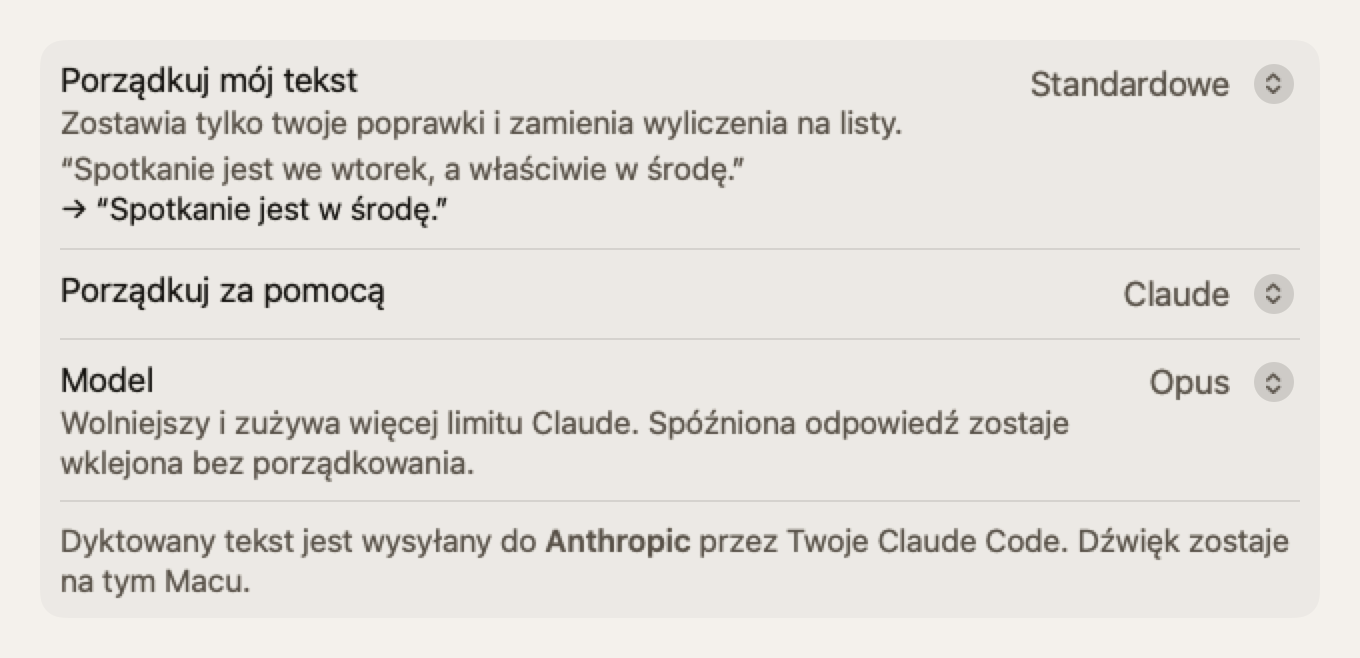 Porządkuj mój tekst
Standardowe
Zostawia tylko twoje poprawki i zamienia wyliczenia na listy.
“Spotkanie jest we wtorek, a właściwie w środę.”
→ “Spotkanie jest w środę.”
Porządkuj za pomocą
Claude
Model
Opus
Wolniejszy i zużywa więcej limitu Claude. Spóźniona odpowiedź zostaje
wklejona bez porządkowania.
Dyktowany tekst jest wysyłany do Anthropic przez Twoje Claude Code. Dźwięk zostaje
na tym Macu.